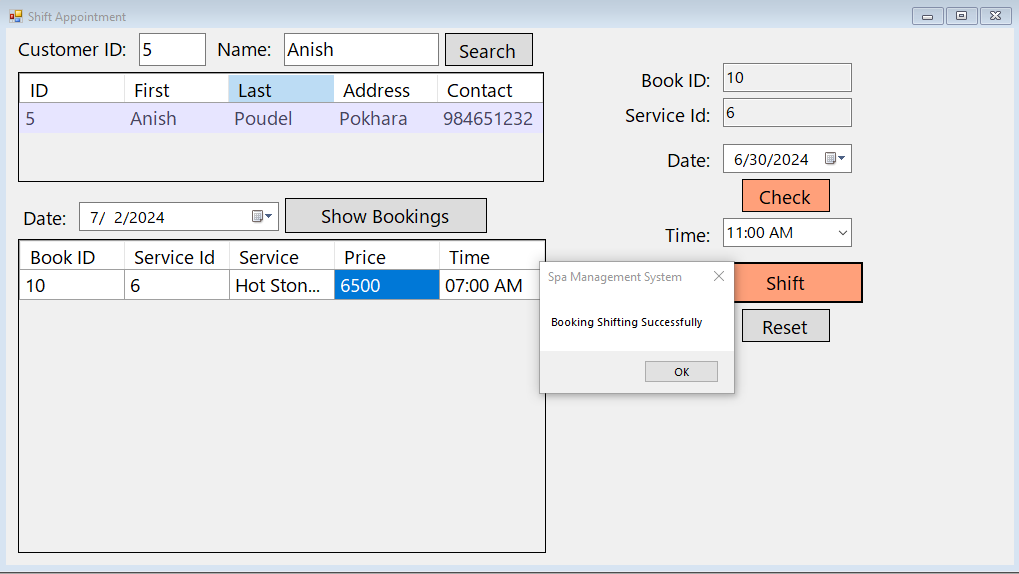 Shift Appointment
Customer ID: 5 Name: Anish Search
ID First Last Address Contact
5 Anish Poudel Pokhara 984651232
Date: 7/ 2/2024 Show Bookings
Book ID Service Id Service Price Time
10 6 Hot Ston... 6500 07:00 AM
Book ID: 10
Service Id: 6
Date: 6/30/2024
Check
Time: 11:00 AM
Shift
Reset
Spa Management System
Booking Shifting Successfully
OK